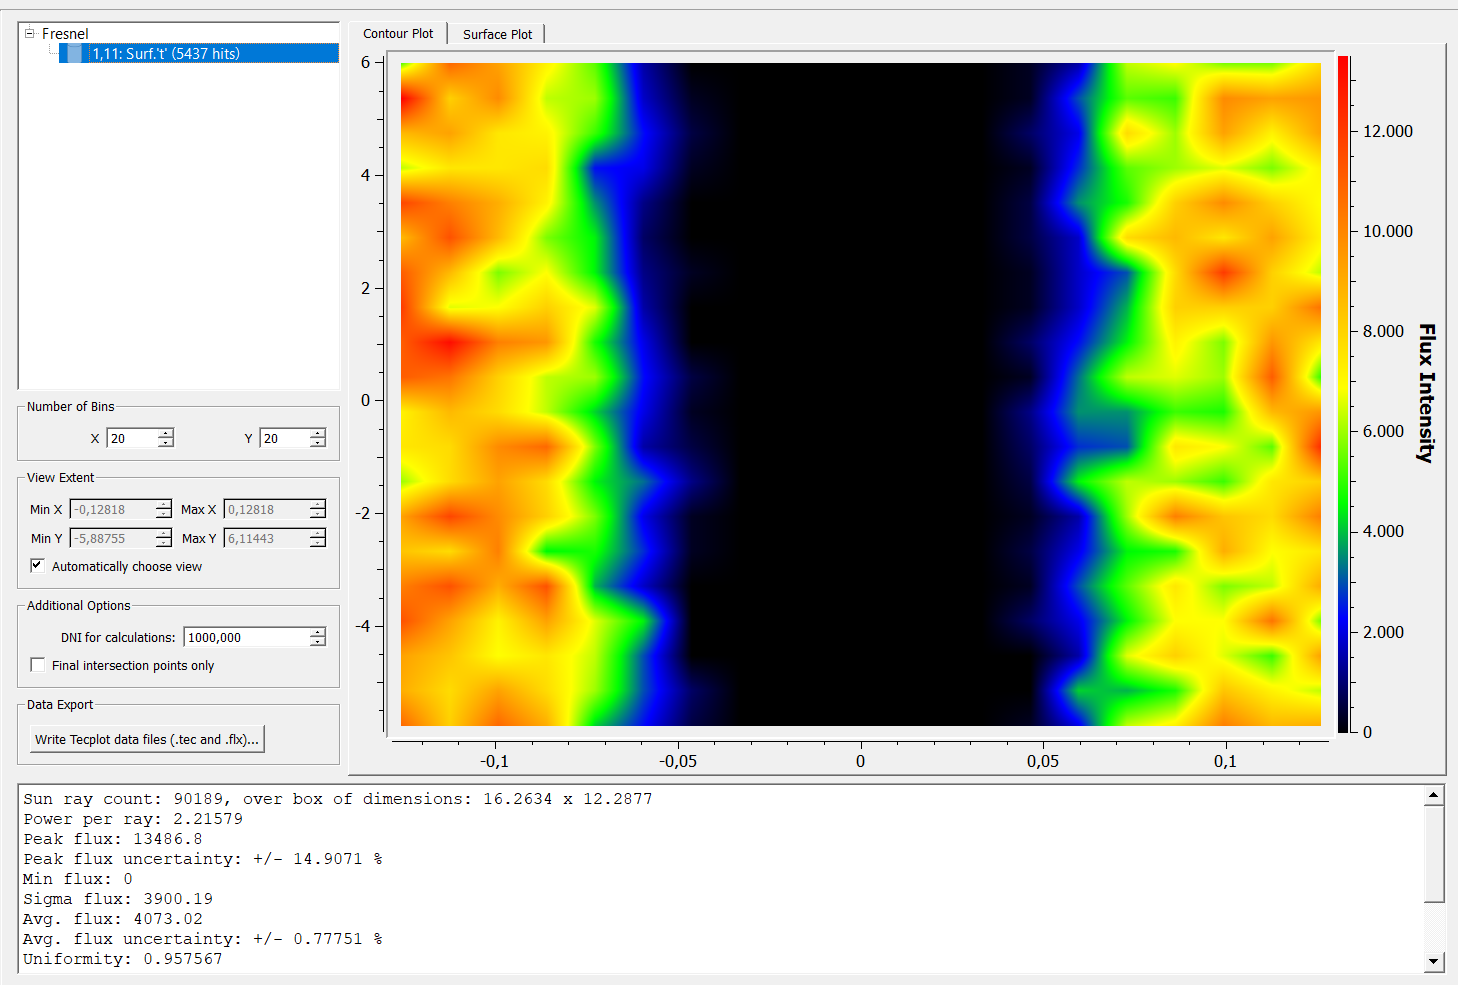 Fresnel
1,11: Surf.'t' (5437 hits)
Number of Bins
X 20 Y 20
View Extent
Min X -0,12818 Max X 0,12818
Min Y -5,88755 Max Y 6,11443
Automatically choose view
Additional Options
DNI for calculations: 1000,000
Final intersection points only
Data Export
Write Tecplot data files (.tec and .flx)...
Contour Plot Surface Plot
6
4
2
0
-2
-4
-0,1 -0,05 0 0,05 0,1
12.000
10.000
8.000
6.000
4.000
2.000
0
Flux Intensity
Sun ray count: 90189, over box of dimensions: 16.2634 x 12.2877
Power per ray: 2.21579
Peak flux: 13486.8
Peak flux uncertainty: +/- 14.9071 %
Min flux: 0
Sigma flux: 3900.19
Avg. flux: 4073.02
Avg. flux uncertainty: +/- 0.77751 %
Uniformity: 0.957567